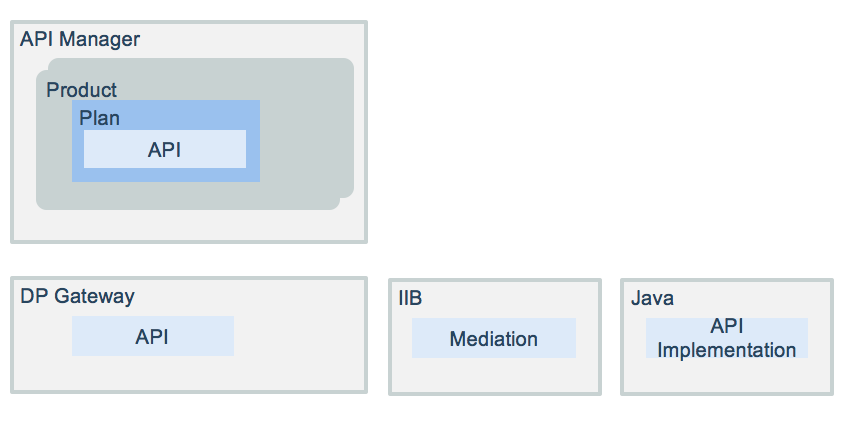 API Manager
Product
Plan
API
DP Gateway
API
IIB
Mediation
Java
API
Implementation